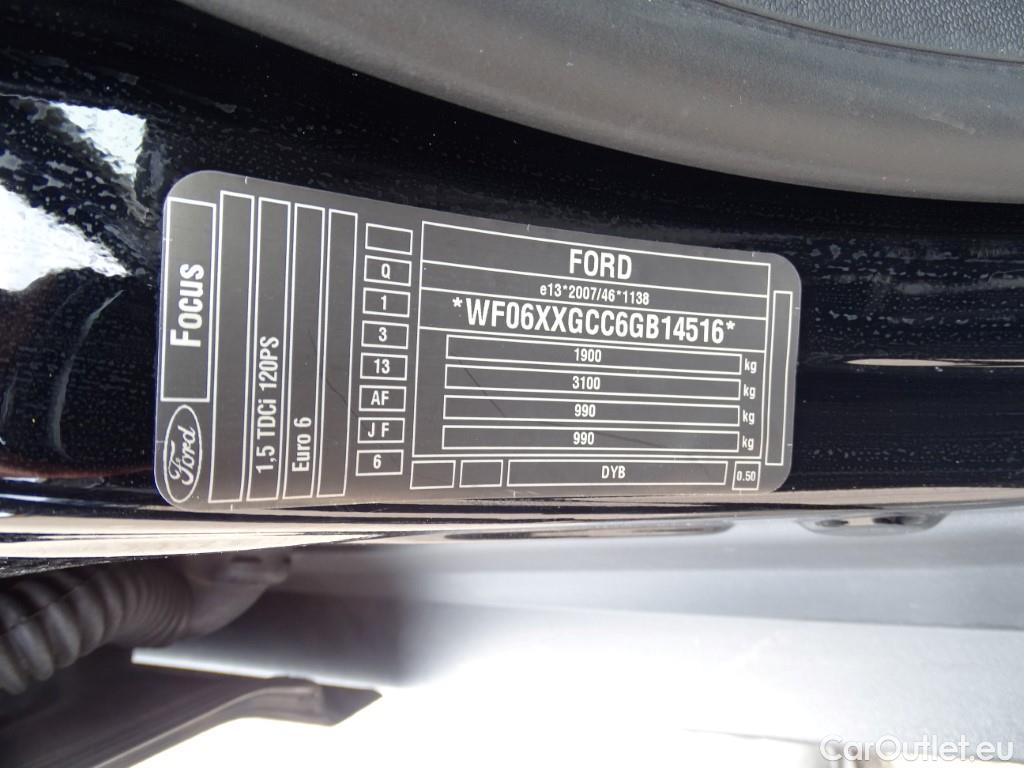 Focus
Ford
1,5 TDCi 120PS
Euro 6
Q
1
3
13
AF
J F
6
FORD
e13*2007/46*1138
*WF06XXGCC6GB14516*
1900 kg
3100 kg
990 kg
990 kg
DYB
0.50
CarOutlet.eu